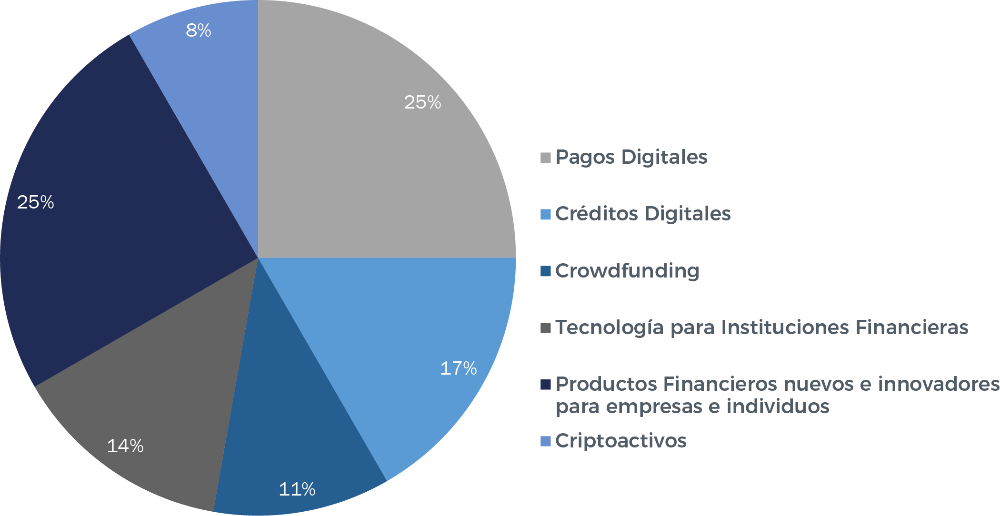 8%
25%
25%
17%
14%
11%
Pagos Digitales
Créditos Digitales
Crowdfunding
Tecnología para Instituciones Financieras
Productos Financieros nuevos e innovadores
para empresas e individuos
Criptoactivos